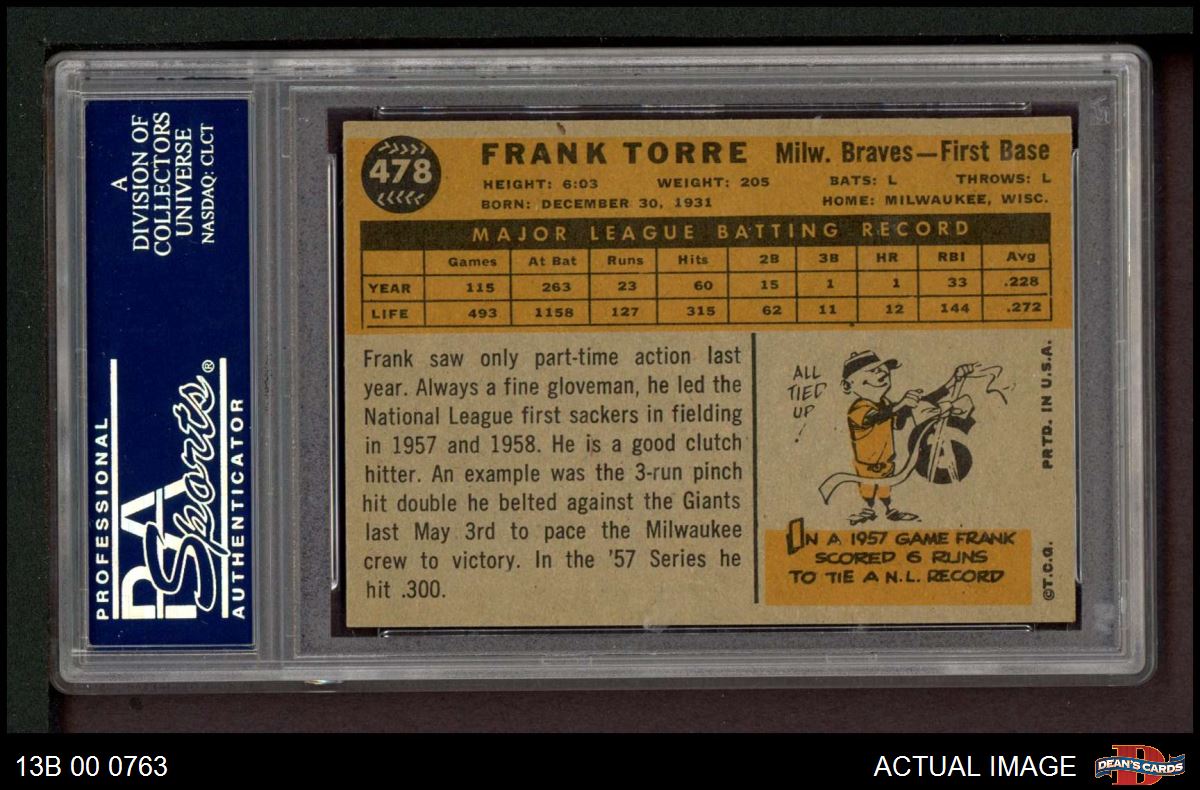 A
DIVISION OF
COLLECTORS
UNIVERSE
NASDAQ: CLCT
PROFESSIONAL
PSA
Sports®
AUTHENTICATOR
478
FRANK TORRE Milw. Braves—First Base
HEIGHT: 6:03 WEIGHT: 205 BATS: L THROWS: L
BORN: DECEMBER 30, 1931 HOME: MILWAUKEE, WISC.
MAJOR LEAGUE BATTING RECORD
Games At Bat Runs Hits 2B 3B HR RBI Avg
YEAR 115 263 23 60 15 1 1 33 .228
LIFE 493 1158 127 315 62 11 12 144 .272
Frank saw only part-time action last
year. Always a fine gloveman, he led the
National League first sackers in fielding
in 1957 and 1958. He is a good clutch
hitter. An example was the 3-run pinch
hit double he belted against the Giants
last May 3rd to pace the Milwaukee
crew to victory. In the '57 Series he
hit .300.
ALL
TIED
UP
!
6
IN A 1957 GAME FRANK
SCORED 6 RUNS
TO TIE A N.L. RECORD
PRTD. IN U.S.A.
©T.C.G.
13B 00 0763
ACTUAL IMAGE
D
DEAN'S CARDS